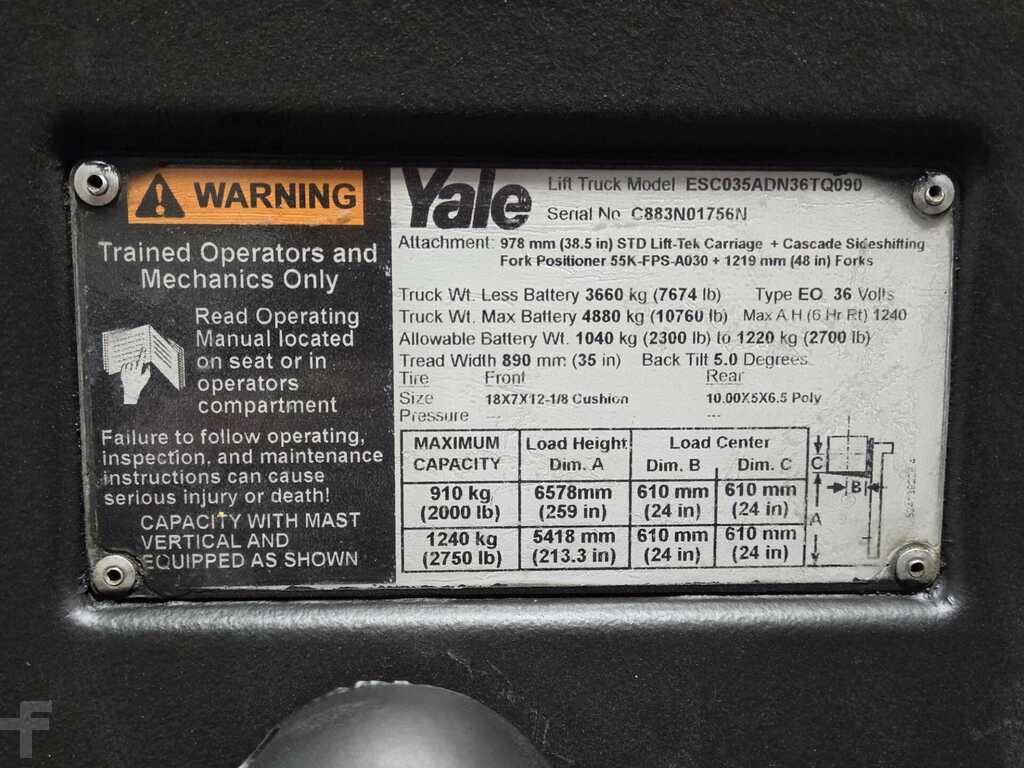 WARNING
Trained Operators and
Mechanics Only
Read Operating
Manual located
on seat or in
operators
compartment
Failure to follow operating,
inspection, and maintenance
instructions can cause
serious injury or death!
CAPACITY WITH MAST
VERTICAL AND
EQUIPPED AS SHOWN
Yale
Lift Truck Model ESC035ADN36TQ090
Serial No C883N01756N
Attachment: 978 mm (38.5 in) STD Lift-Tek Carriage + Cascade Sideshifting
Fork Positioner 55K-FPS-A030 + 1219 mm (48 in) Forks
Truck Wt. Less Battery 3660 kg (7674 lb) Type EO 36 Volts
Truck Wt. Max Battery 4880 kg (10760 lb) Max A H (6 Hr Rt) 1240
Allowable Battery Wt. 1040 kg (2300 lb) to 1220 kg (2700 lb)
Tread Width 890 mm (35 in) Back Tilt 5.0 Degrees
Tire Front Rear
Size 18X7X12-1/8 Cushion 10.00X5X6.5 Poly
Pressure --- ---
MAXIMUM CAPACITY Load Height Dim. A Load Center Dim. B Dim. C
910 kg 6578mm 610 mm 610 mm
(2000 lb) (259 in) (24 in) (24 in)
1240 kg 5418 mm 610 mm 610 mm
(2750 lb) (213.3 in) (24 in) (24 in)
C
B
A
F